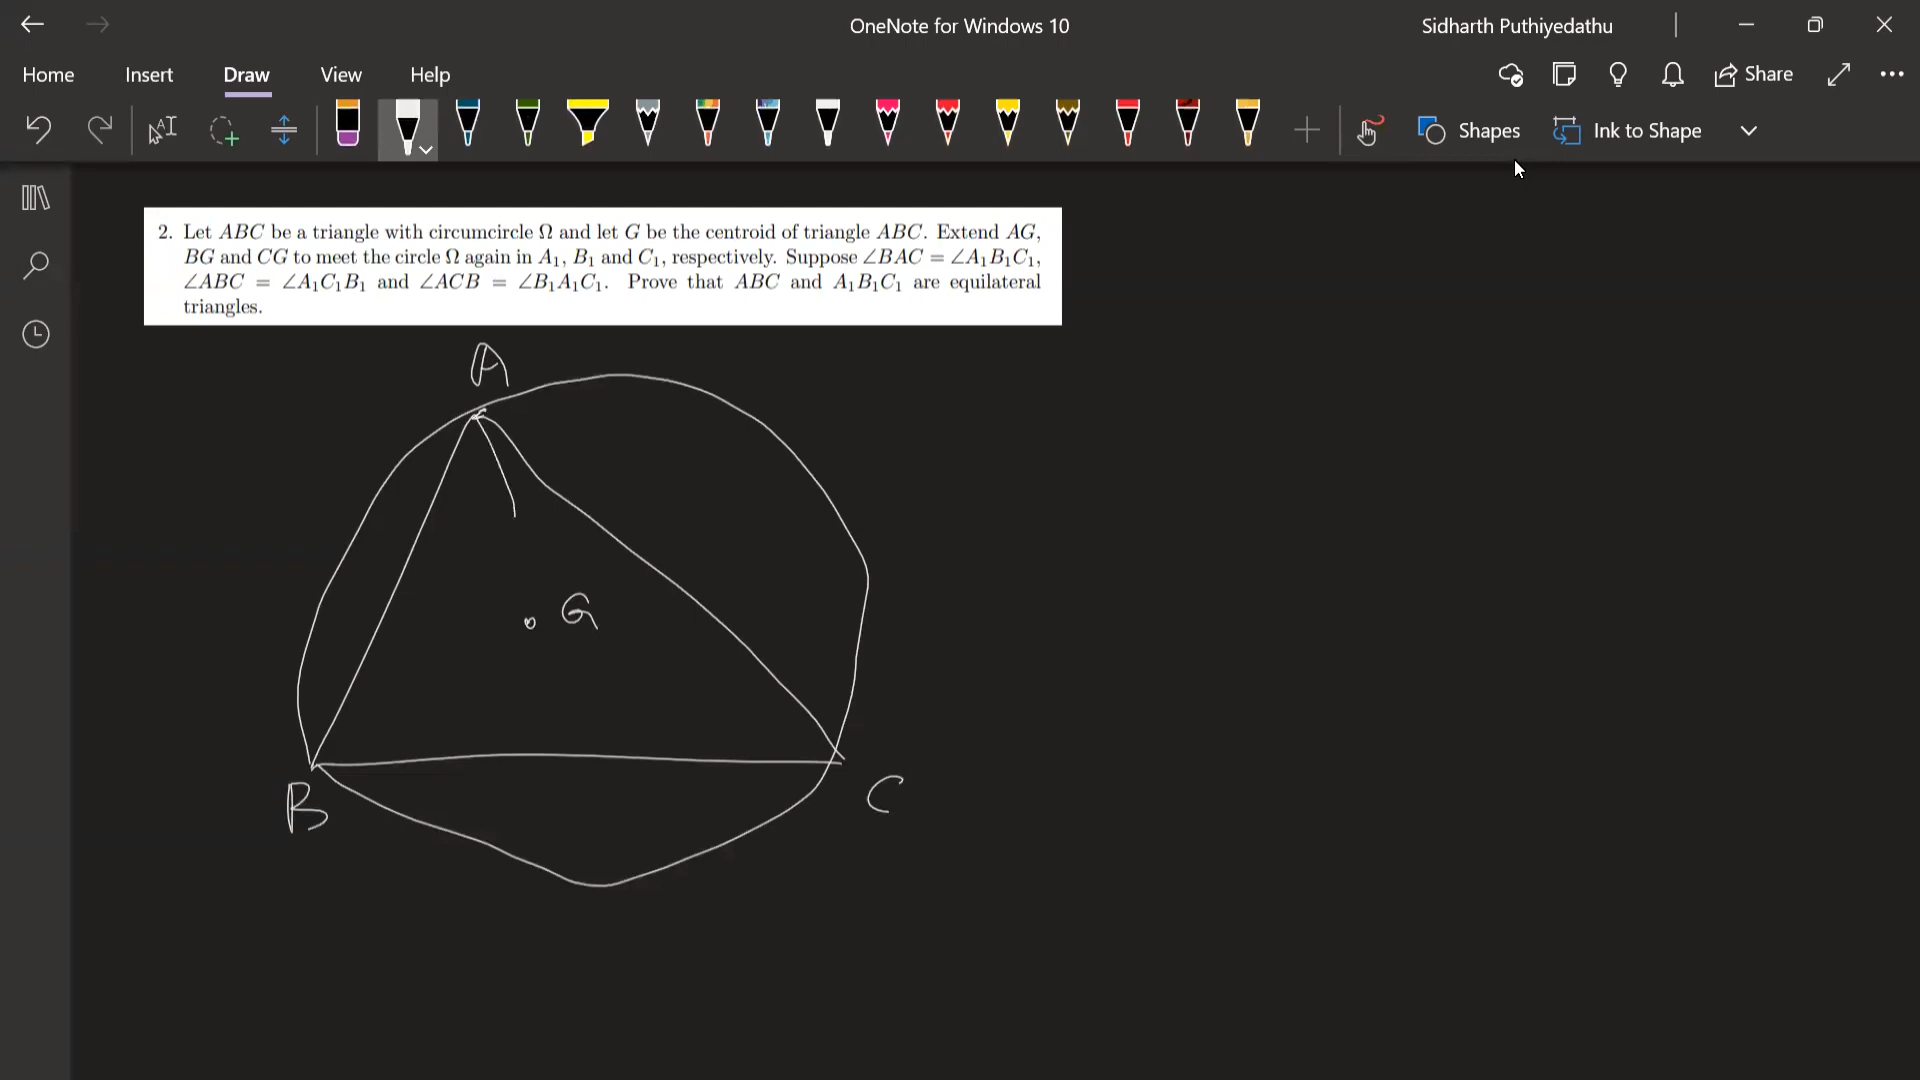 OneNote for Windows 10
Sidharth Puthiyedathu
Home Insert Draw View Help
Share
Shapes
Ink to Shape
2. Let ABC be a triangle with circumcircle Ω and let G be the centroid of triangle ABC. Extend AG,
BG and CG to meet the circle Ω again in A₁, B₁ and C₁, respectively. Suppose ∠BAC = ∠A₁B₁C₁,
∠ABC = ∠A₁C₁B₁ and ∠ACB = ∠B₁A₁C₁. Prove that ABC and A₁B₁C₁ are equilateral
triangles.
A
G
B
C